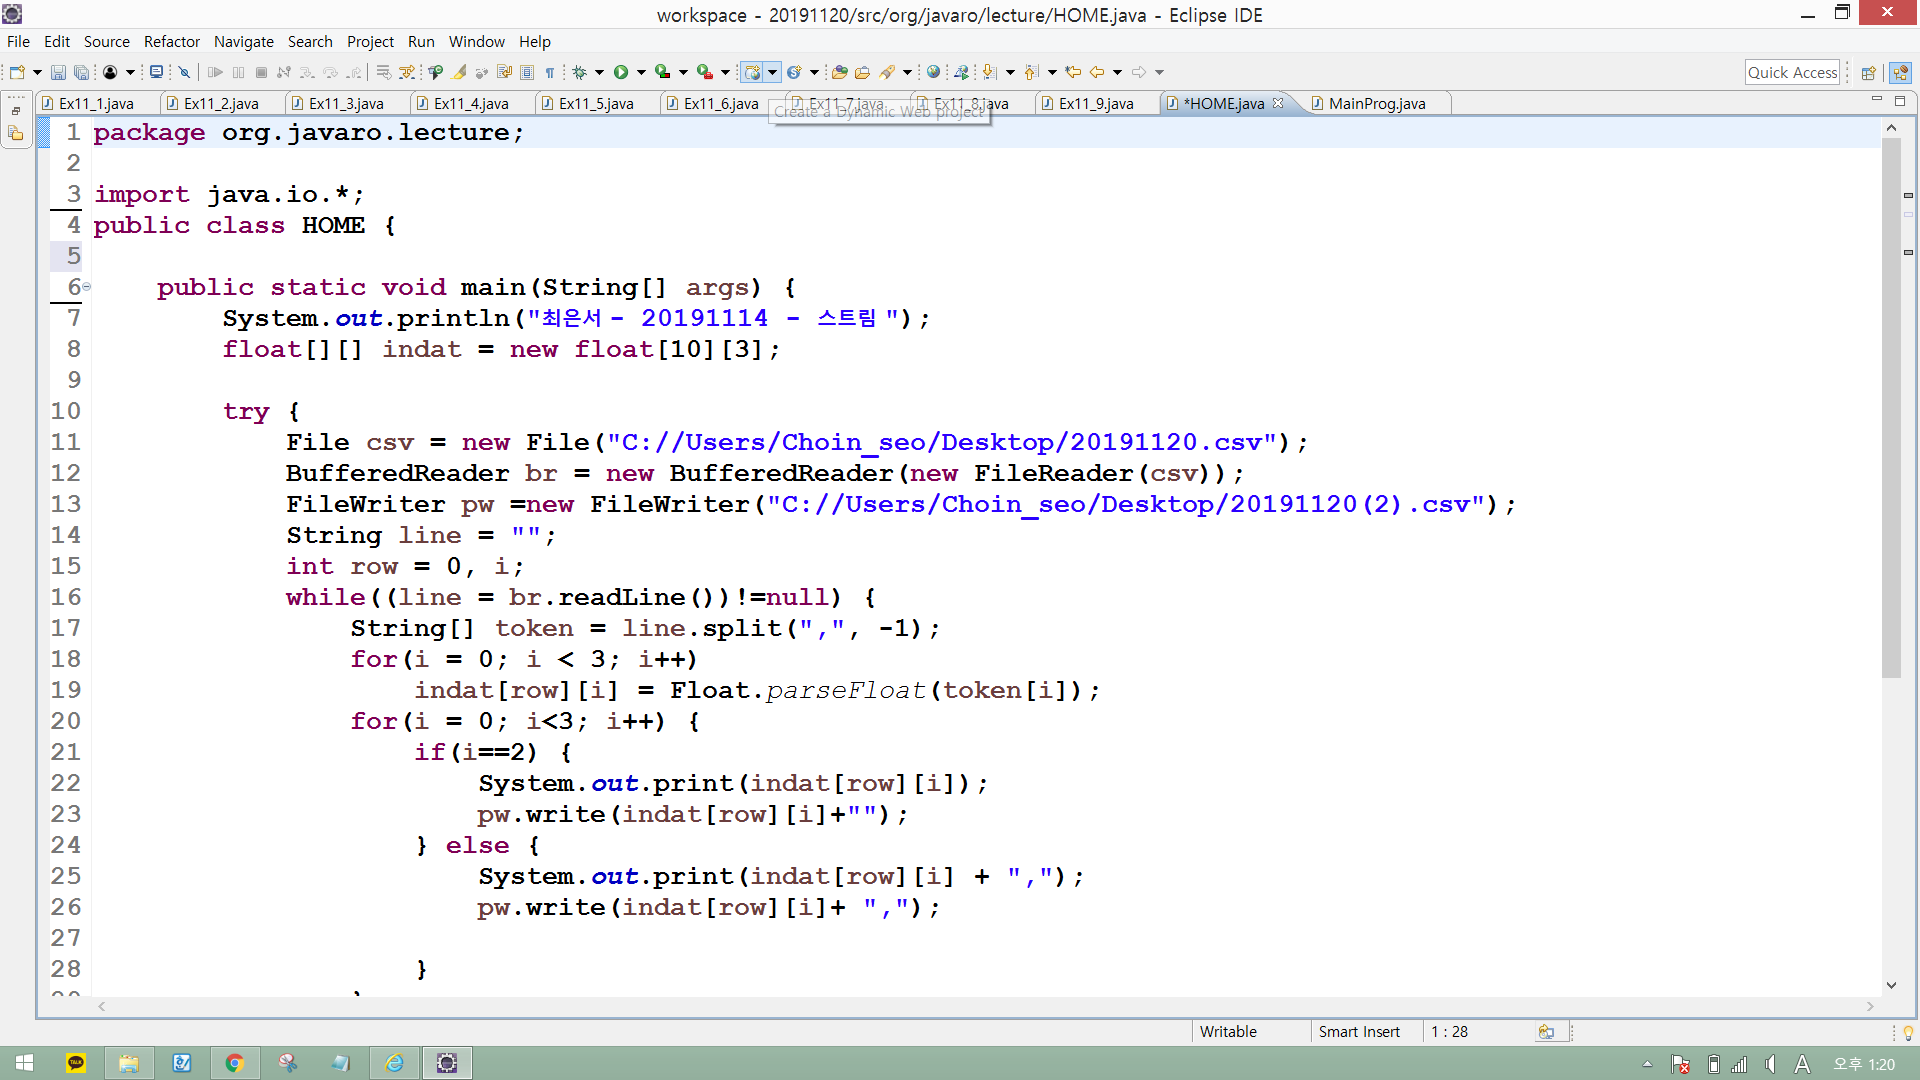 workspace - 20191120/src/org/javaro/lecture/HOME.java - Eclipse IDE
File Edit Source Refactor Navigate Search Project Run Window Help
Quick Access
Ex11_1.java Ex11_2.java Ex11_3.java Ex11_4.java Ex11_5.java Ex11_6.java Ex11_7.java Ex11_8.java Ex11_9.java *HOME.java MainProg.java
Create a Dynamic Web project
1 package org.javaro.lecture;
2
3 import java.io.*;
4 public class HOME {
5
6 public static void main(String[] args) {
7 System.out.println("최은서 - 20191114 - 스트림 ");
8 float[][] indat = new float[10][3];
9
10 try {
11 File csv = new File("C://Users/Choin_seo/Desktop/20191120.csv");
12 BufferedReader br = new BufferedReader(new FileReader(csv));
13 FileWriter pw =new FileWriter("C://Users/Choin_seo/Desktop/20191120(2).csv");
14 String line = "";
15 int row = 0, i;
16 while((line = br.readLine())!=null) {
17 String[] token = line.split(",", -1);
18 for(i = 0; i < 3; i++)
19 indat[row][i] = Float.parseFloat(token[i]);
20 for(i = 0; i<3; i++) {
21 if(i==2) {
22 System.out.print(indat[row][i]);
23 pw.write(indat[row][i]+"");
24 } else {
25 System.out.print(indat[row][i] + ",");
26 pw.write(indat[row][i]+ ",");
27
28 }
Writable Smart Insert 1 : 28
TALK
A 오후 1:20